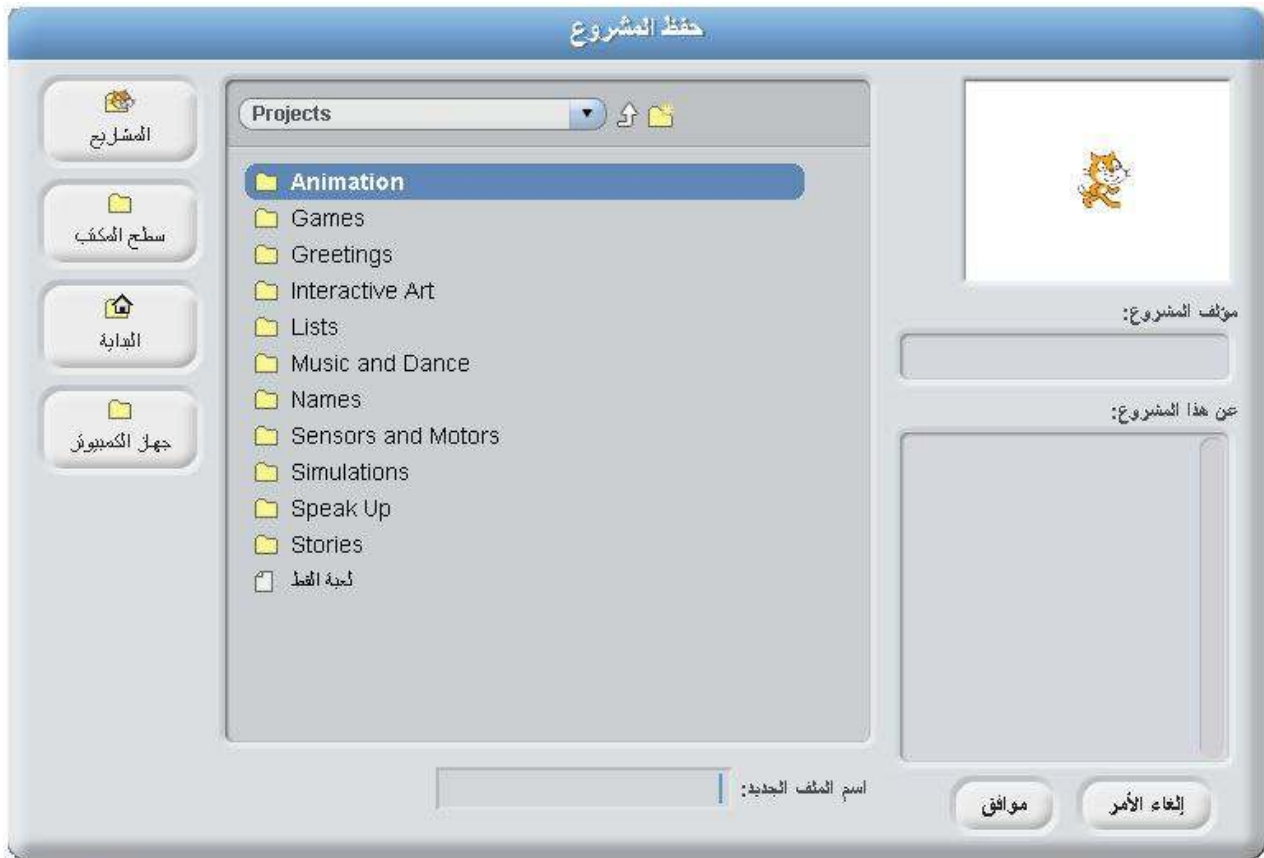 حفظ المشروع
المشاريع
سطح المكتب
البداية
جهاز الكمبيوتر
Projects
Animation
Games
Greetings
Interactive Art
Lists
Music and Dance
Names
Sensors and Motors
Simulations
Speak Up
Stories
لعبة القط
مؤلف المشروع:
عن هذا المشروع:
اسم الملف الجديد:
موافق
إلغاء الأمر